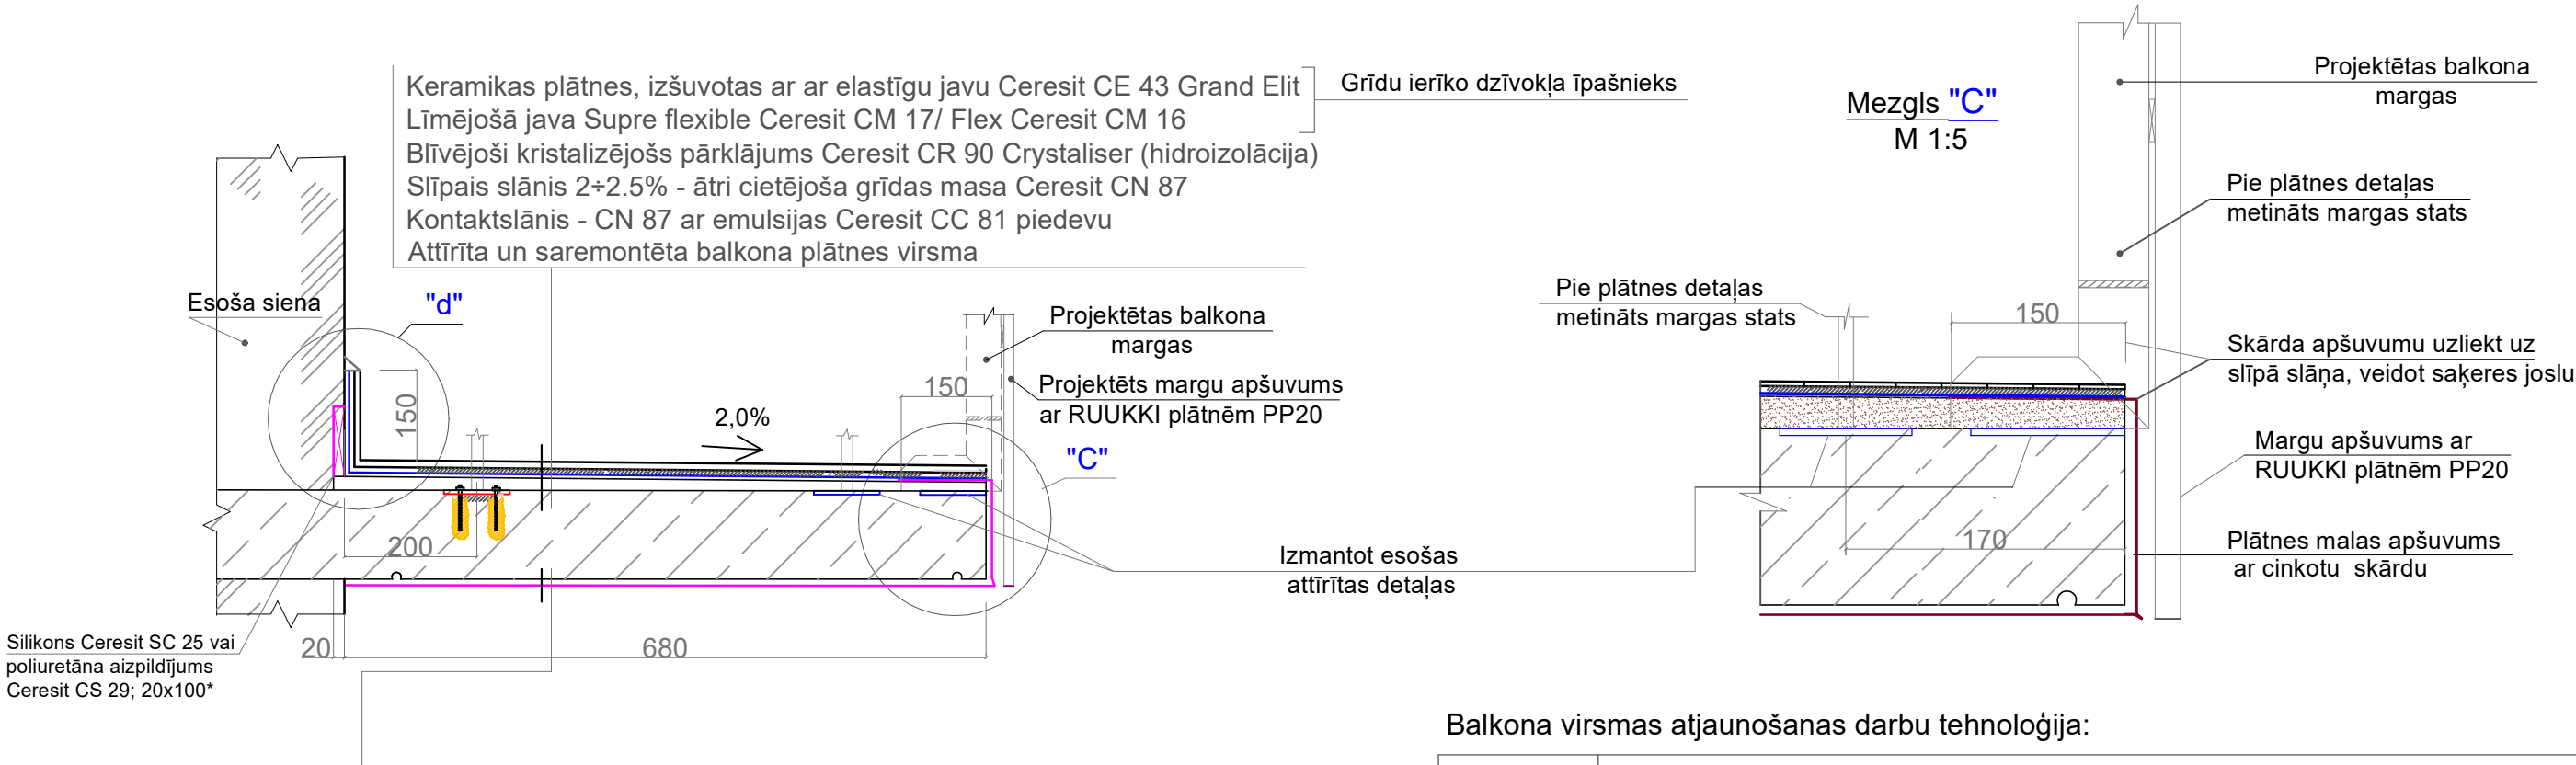 Keramikas plātnes, izšuvotas ar ar elastīgu javu Ceresit CE 43 Grand Elit
Līmējošā java Supre flexible Ceresit CM 17/ Flex Ceresit CM 16
Blīvējoši kristalizējošs pārklājums Ceresit CR 90 Crystaliser (hidroizolācija)
Slīpais slānis 2÷2.5% - ātri cietējoša grīdas masa Ceresit CN 87
Kontaktslānis - CN 87 ar emulsijas Ceresit CC 81 piedevu
Attīrīta un saremontēta balkona plātnes virsma
Grīdu ierīko dzīvokļa īpašnieks
Esoša siena
"d"
150
2,0%
150
Projektētas balkona
margas
Projektēts margu apšuvums
ar RUUKKI plātnēm PP20
"C"
200
20
680
Silikons Ceresit SC 25 vai
poliuretāna aizpildījums
Ceresit CS 29; 20x100*
Izmantot esošas
attīrītas detaļas
Mezgls "C"
M 1:5
Projektētas balkona
margas
Pie plātnes detaļas
metināts margas stats
Pie plātnes detaļas
metināts margas stats
150
Skārda apšuvumu uzliekt uz
slīpā slāņa, veidot saķeres joslu
Margu apšuvums ar
RUUKKI plātnēm PP20
170
Plātnes malas apšuvums
ar cinkotu skārdu
Balkona virsmas atjaunošanas darbu tehnoloģija: